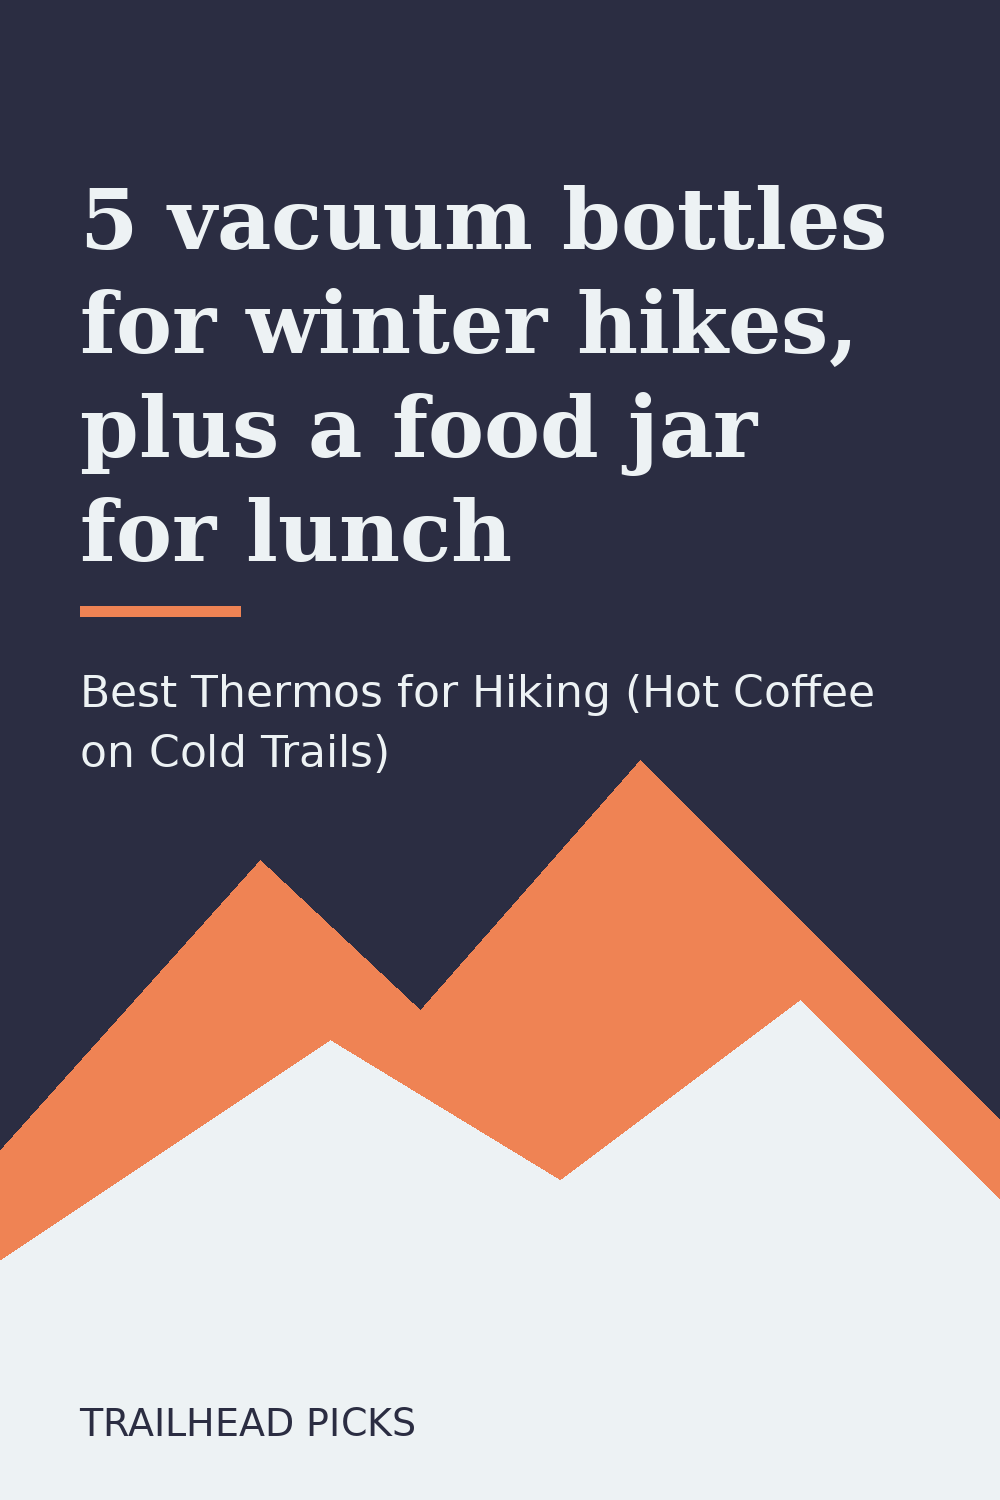 5 vacuum bottles
for winter hikes,
plus a food jar
for lunch
Best Thermos for Hiking (Hot Coffee
on Cold Trails)
TRAILHEAD PICKS